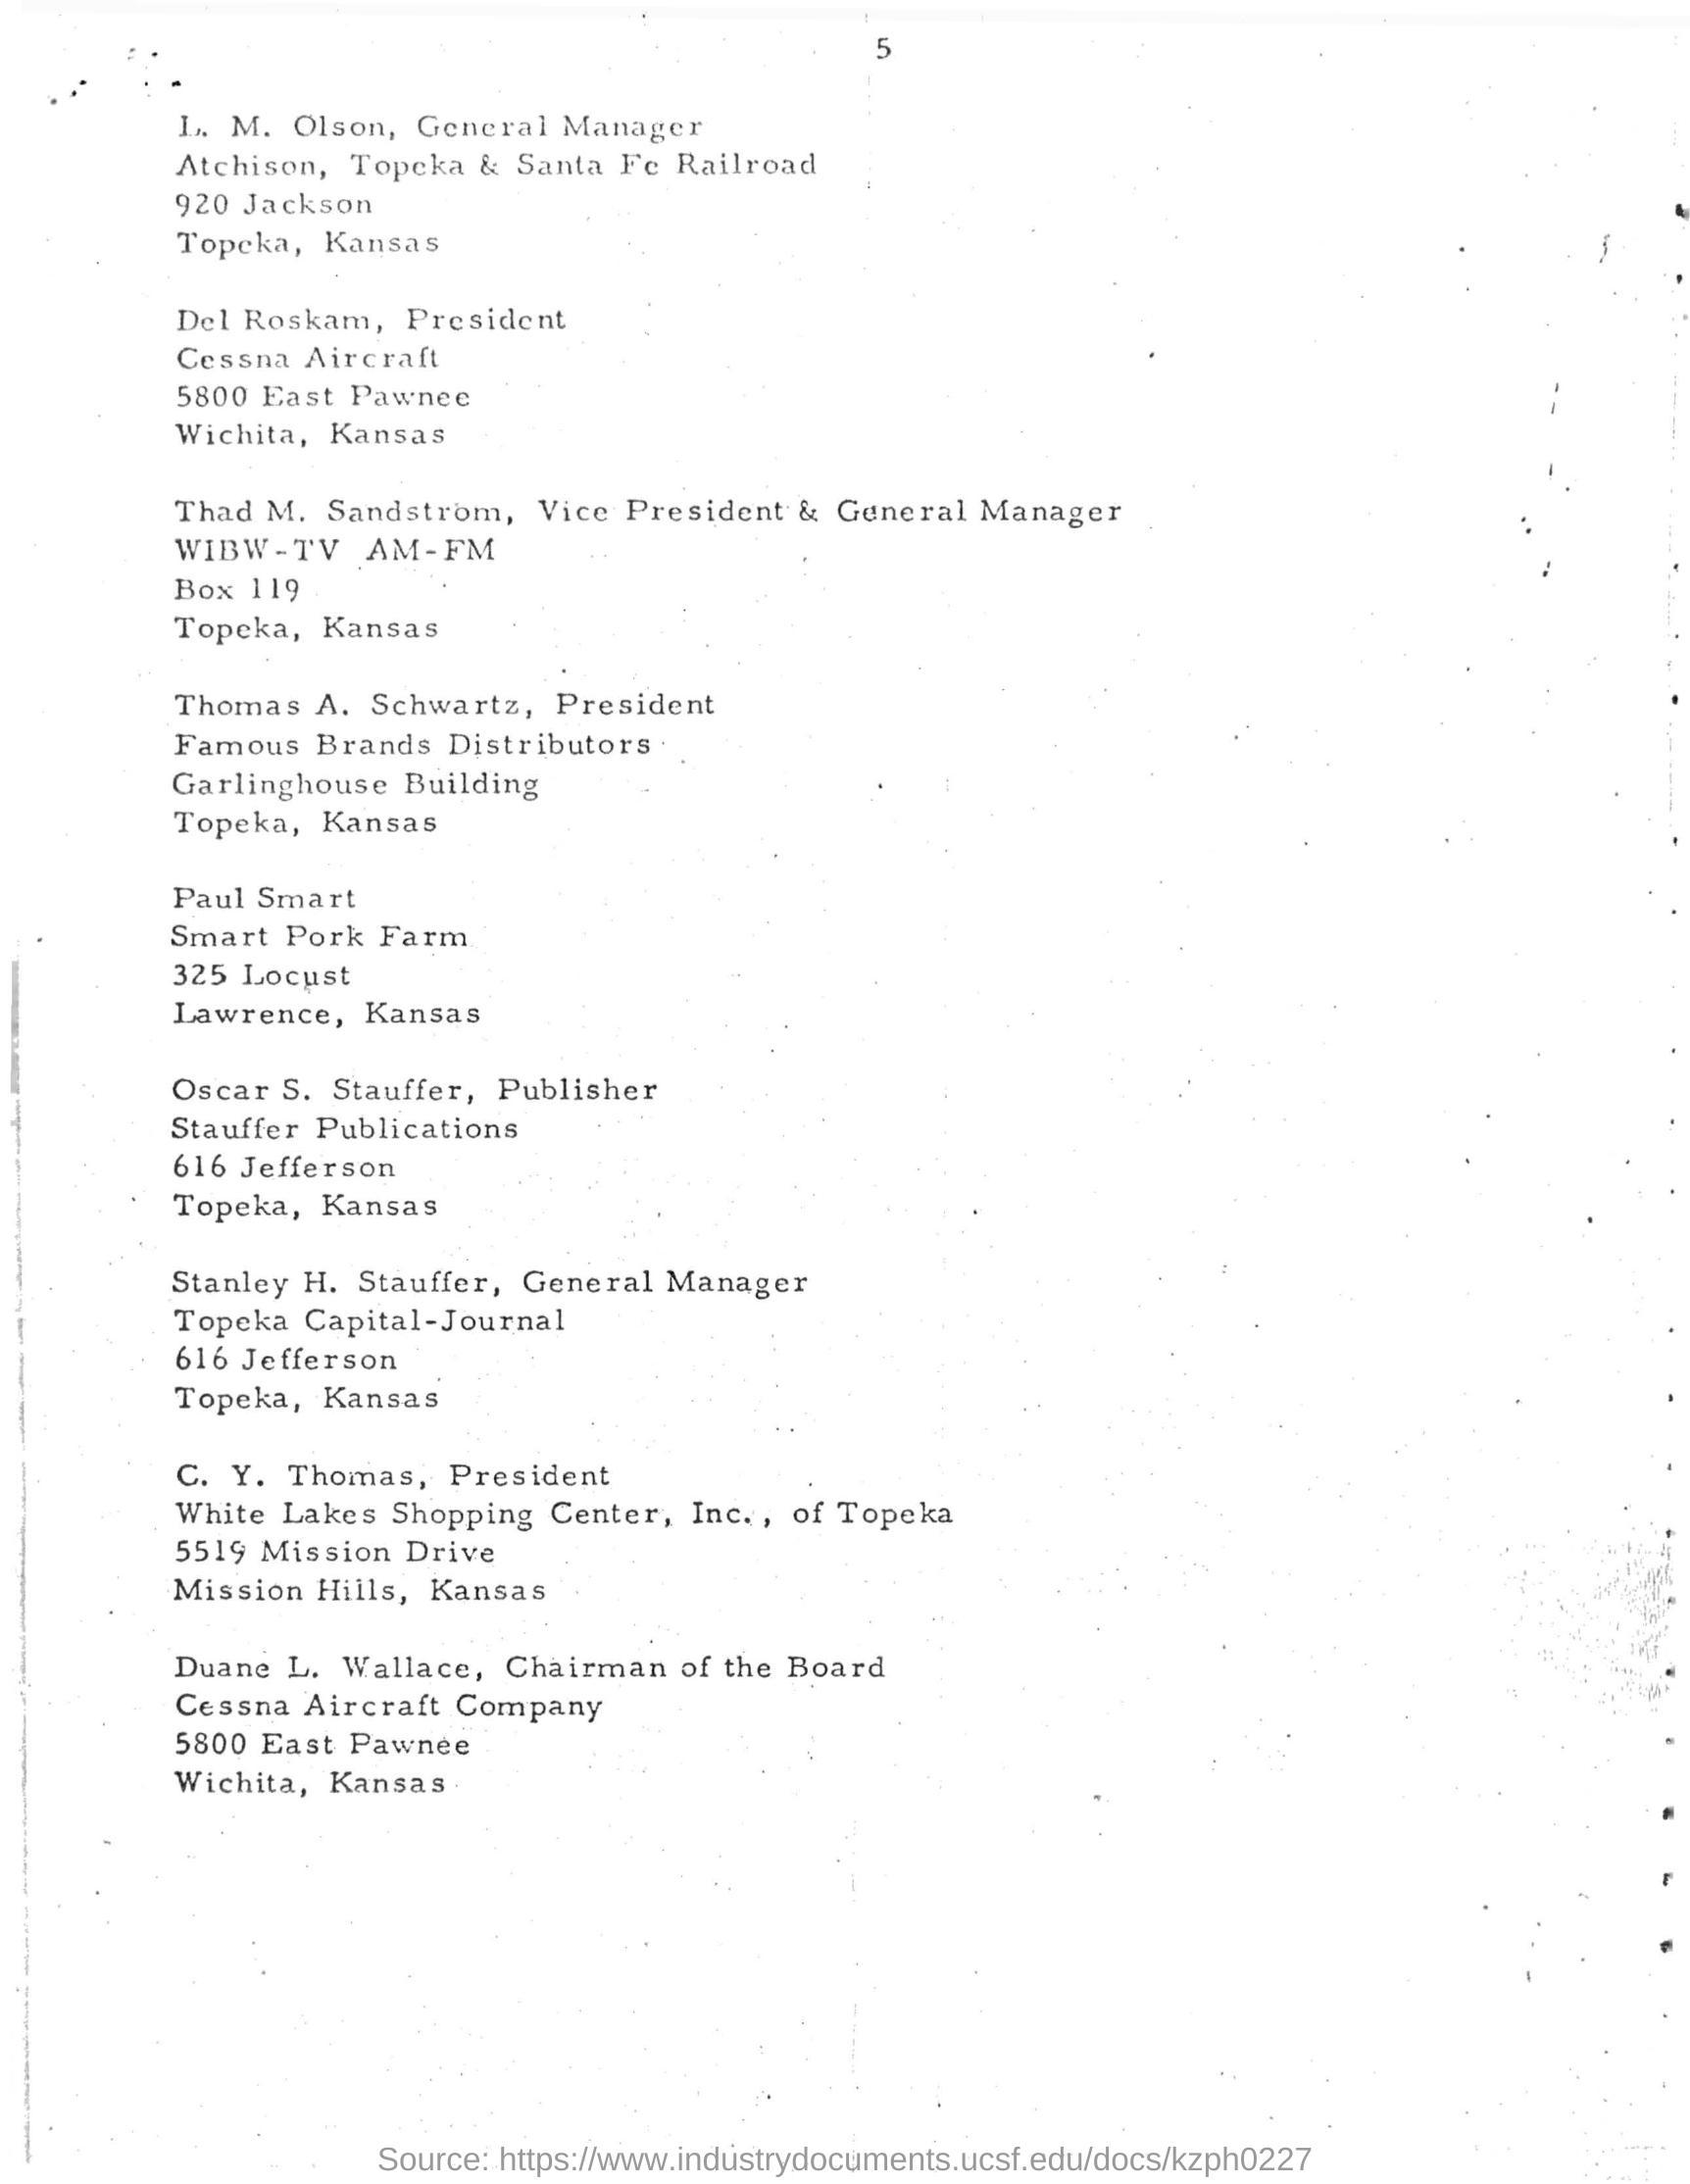 5
L. M. Olson, General Manager
Atchison, Topeka & Santa Fe Railroad
920 Jackson
Topeka, Kansas
Del Roskam, President
Cessna Aircraft
5800 East Pawnee
Wichita, Kansas
Thad M. Sandstrom, Vice President & General Manager
WIBW-TV AM-FM
Box 119
Topeka, Kansas
Thomas A. Schwartz, President
Famous Brands Distributors
Garlinghouse Building
Topeka, Kansas
Paul Smart
Smart Pork Farm
325 Locust
Lawrence, Kansas
Oscar S. Stauffer, Publisher
Stauffer Publications
616 Jefferson
Topeka, Kansas
Stanley H. Stauffer, General Manager
Topeka Capital-Journal
616 Jefferson
Topeka, Kansas
C. Y. Thomas, President
White Lakes Shopping Center, Inc., of Topeka
5519 Mission Drive
Mission Hills, Kansas
Duane L. Wallace, Chairman of the Board
Cessna Aircraft Company
5800 East Pawnee
Wichita, Kansas
Source: https://www.industrydocuments.ucsf.edu/docs/kzph0227